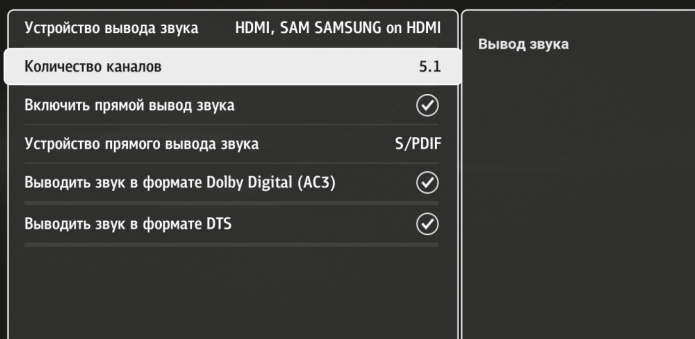 Устройство вывода звука HDMI, SAM SAMSUNG on HDMI
Вывод звука
Количество каналов 5.1
Включить прямой вывод звука
Устройство прямого вывода звука S/PDIF
Выводить звук в формате Dolby Digital (AC3)
Выводить звук в формате DTS